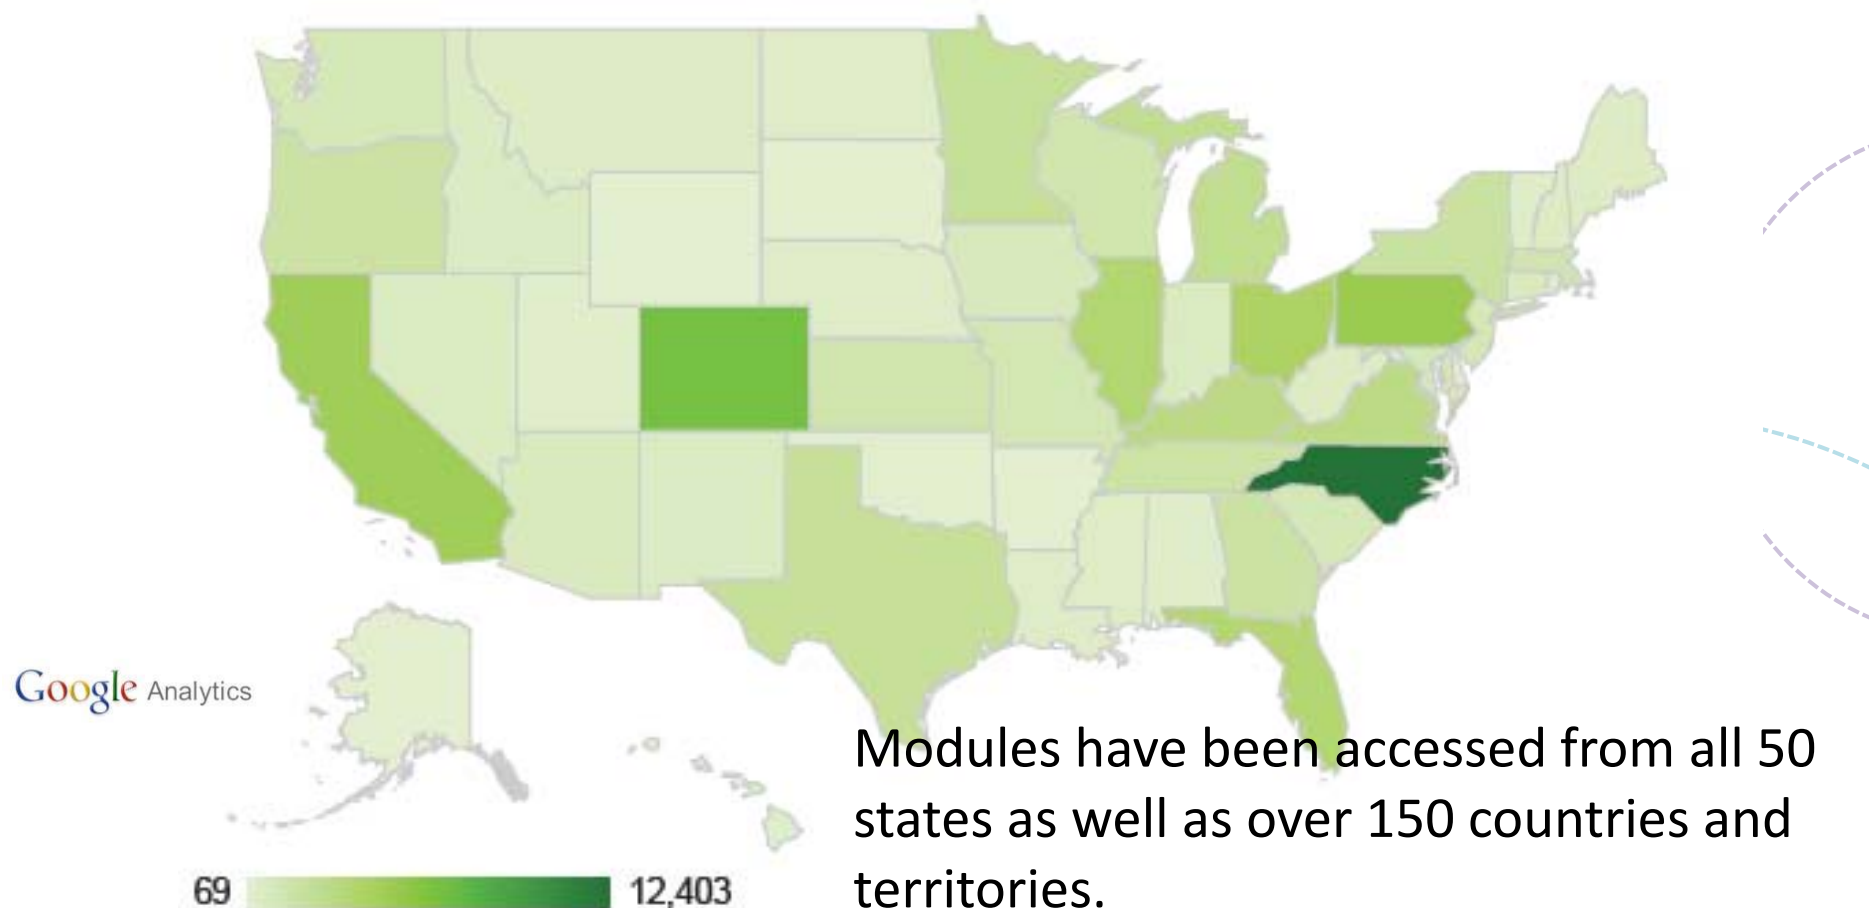 Google Analytics
Modules have been accessed from all 50
states as well as over 150 countries and
territories.
69
12,403